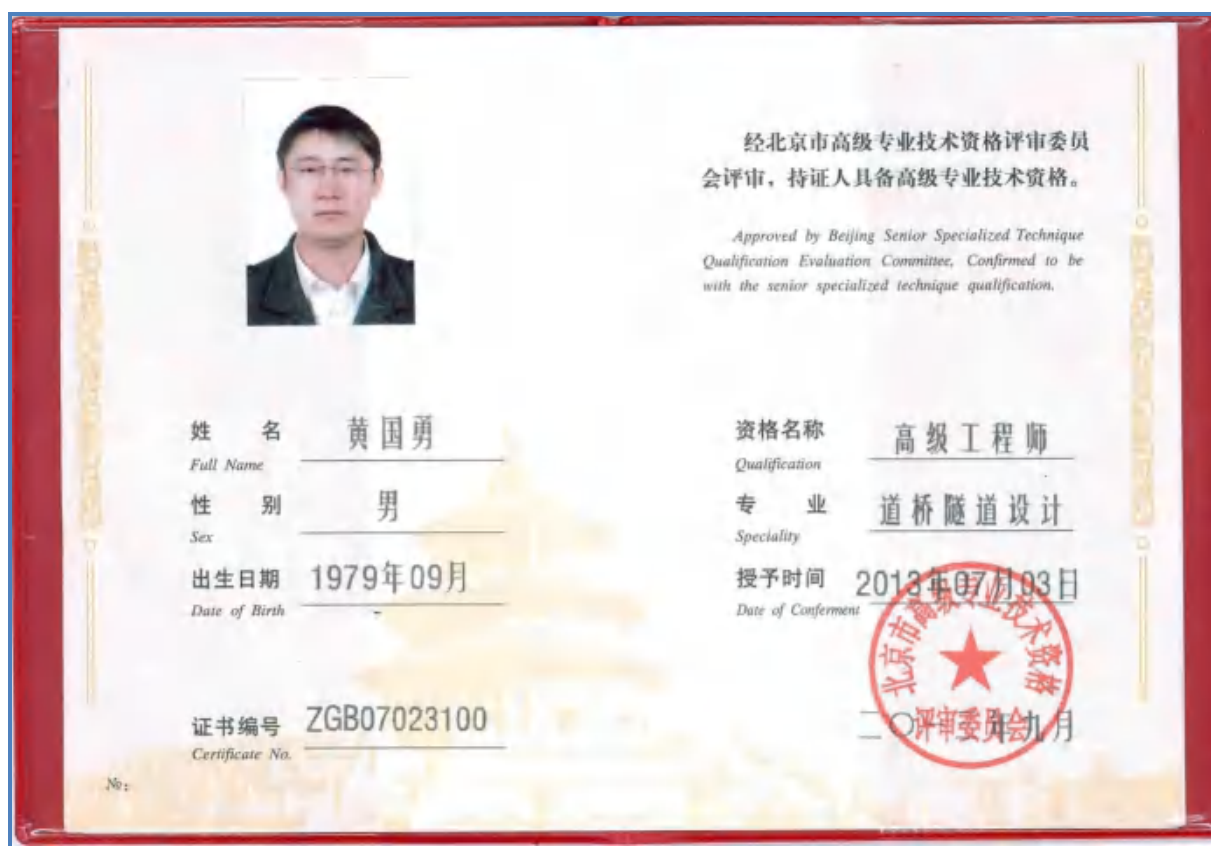 经北京市高级专业技术资格评审委员
会评审，持证人具备高级专业技术资格。
Approved by Beijing Senior Specialized Technique
Qualification Evaluation Committee, Confirmed to be
with the senior specialized technique qualification.
姓 名 黄国勇
Full Name
性 别 男
Sex
出生日期 1979年09月
Date of Birth
证书编号 ZGB07023100
Certificate No.
№:
资格名称 高级工程师
Qualification
专 业 道桥隧道设计
Speciality
授予时间 2013年07月03日
Date of Conferment
北京市高级专业技术资格
评审委员会
二〇一三年九月